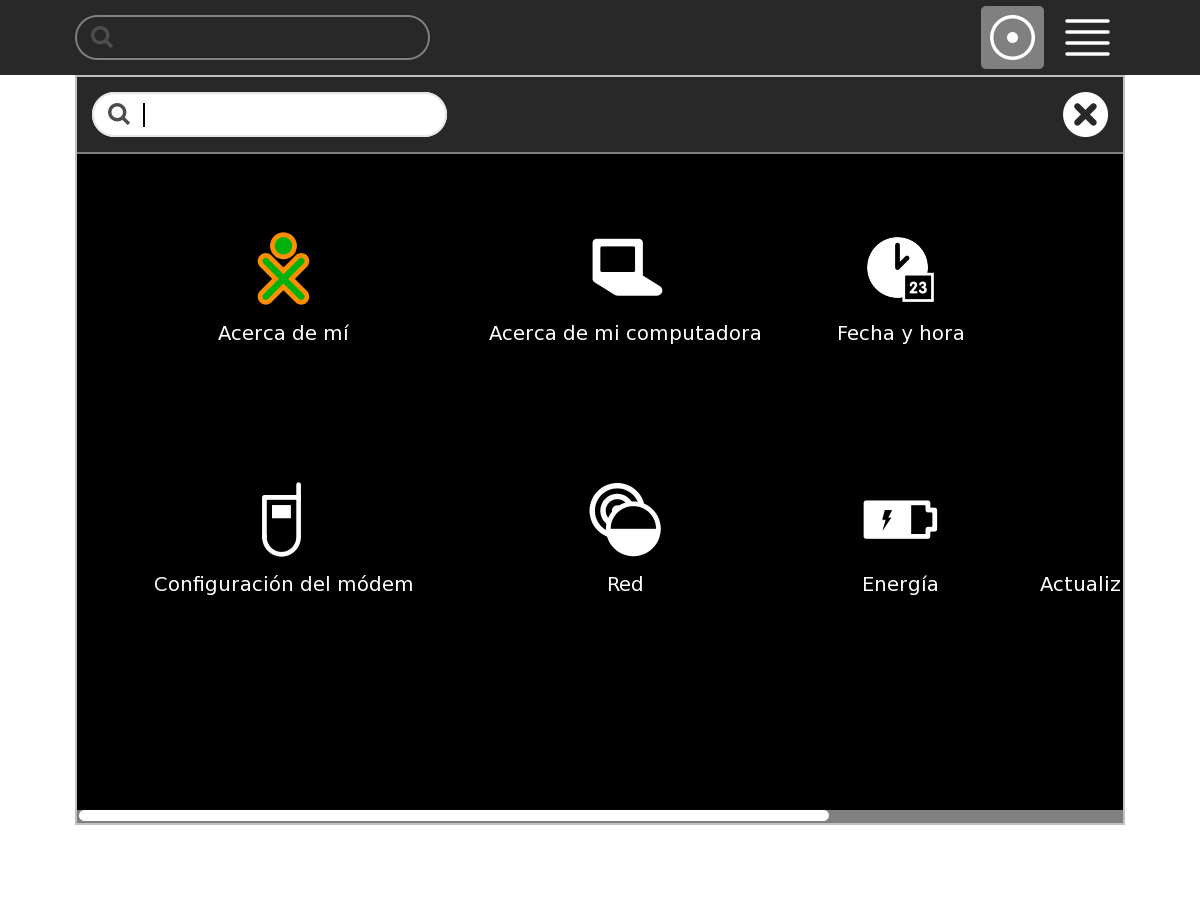 Acerca de mí
Acerca de mi computadora
23
Fecha y hora
Configuración del módem
Red
Energía
Actualiz